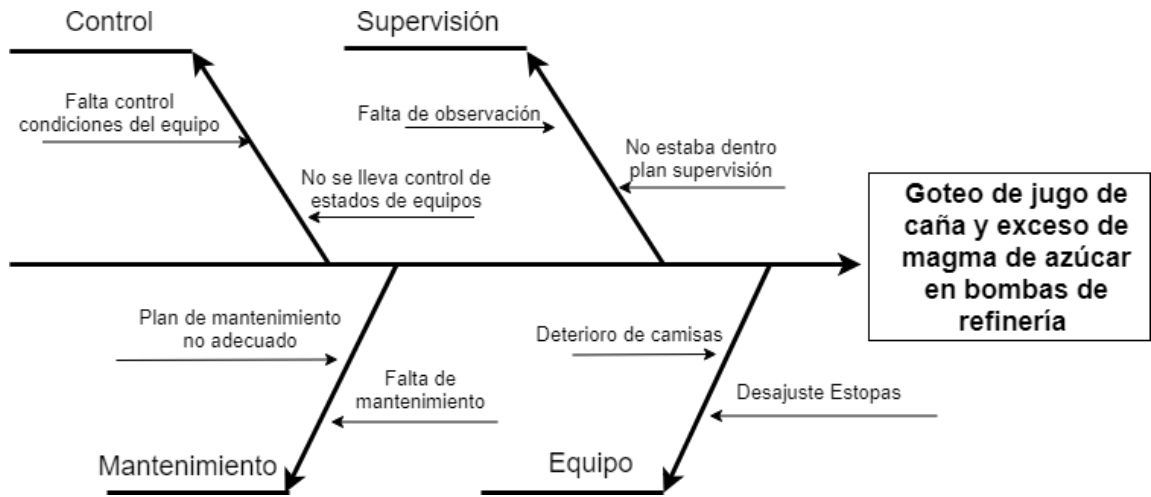 Control
Supervisión
Falta control
condiciones del equipo
Falta de observación
No se lleva control de
estados de equipos
No estaba dentro
plan supervisión
Goteo de jugo de
caña y exceso de
magma de azúcar
en bombas de
refinería
Plan de mantenimiento
no adecuado
Falta de
mantenimiento
Deterioro de camisas
Desajuste Estopas
Mantenimiento
Equipo